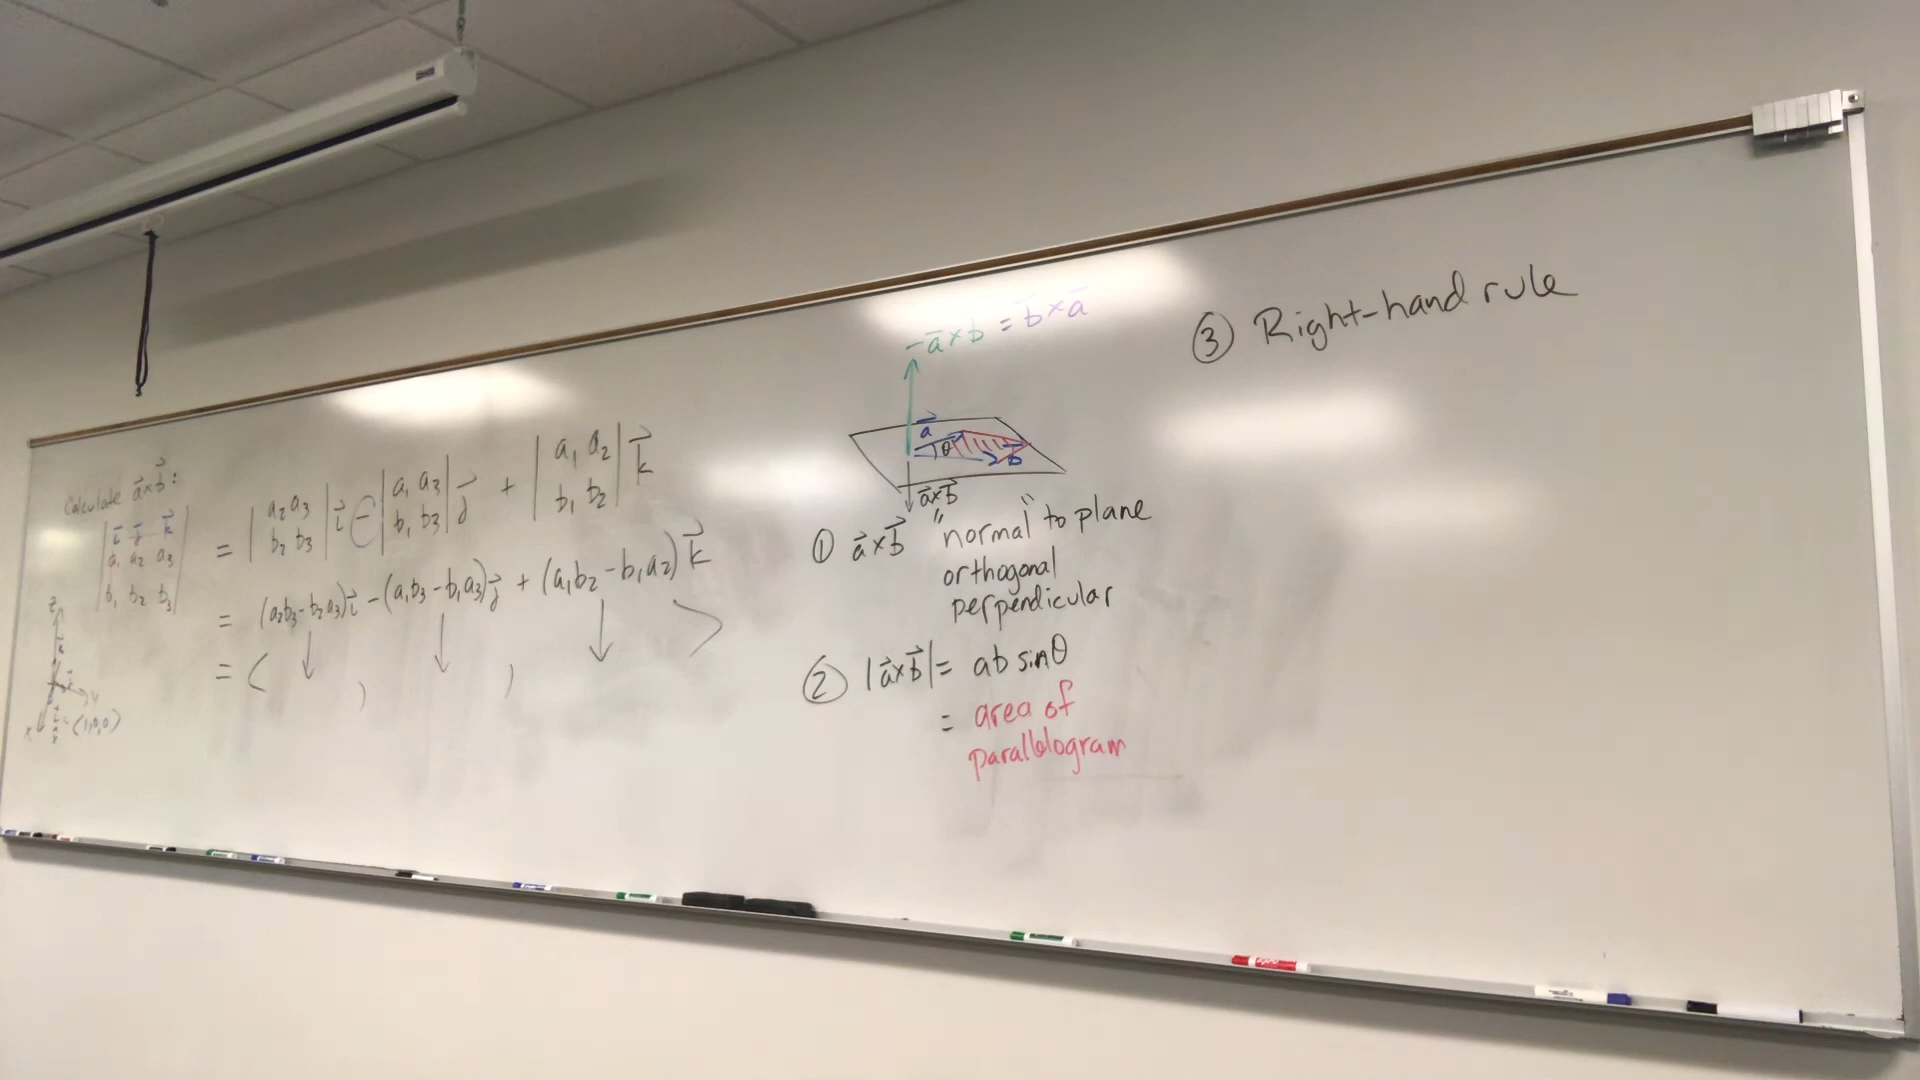 Calculate a⃗×b⃗:
| i⃗ j⃗ k⃗ |
| a₁ a₂ a₃ |
| b₁ b₂ b₃ |
= | a₂ a₃ | i⃗ − | a₁ a₃ | j⃗ + | a₁ a₂ | k⃗
| b₂ b₃ | | b₁ b₃ | | b₁ b₂ |
= (a₂b₃−b₂a₃)i⃗ −(a₁b₃−b₁a₃)j⃗ + (a₁b₂−b₁a₂)k⃗
= < ↓ , ↓ , ↓ >
z
k⃗
y
x
=(1,0,0)
−a⃗×b⃗ = b⃗×a⃗
a⃗
θ
b⃗
a⃗×b⃗
① a⃗×b⃗ "normal" to plane
orthogonal
perpendicular
② |a⃗×b⃗|= ab sinθ
= area of
parallelogram
③ Right-hand rule